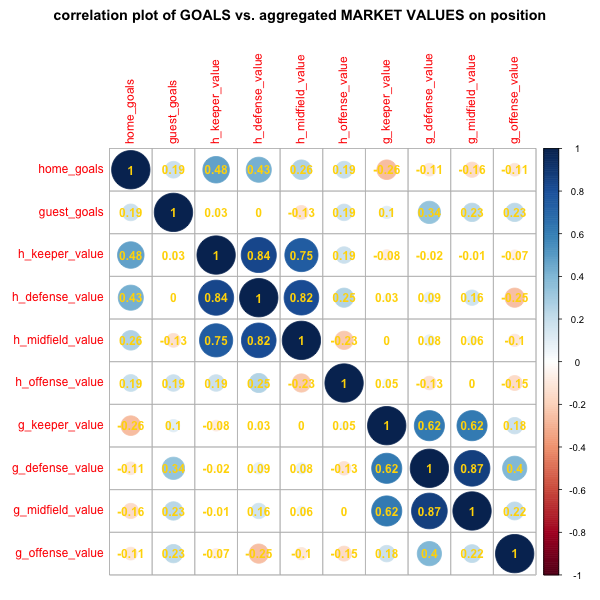 correlation plot of GOALS vs. aggregated MARKET VALUES on position
home_goals guest_goals h_keeper_value h_defense_value h_midfield_value h_offense_value g_keeper_value g_defense_value g_midfield_value g_offense_value
home_goals 1 0.19 0.48 0.43 0.26 0.19 -0.26 -0.11 -0.16 -0.11
guest_goals 0.19 1 0.03 0 -0.13 0.19 0.1 0.34 0.23 0.23
h_keeper_value 0.48 0.03 1 0.84 0.75 0.19 -0.08 -0.02 -0.01 -0.07
h_defense_value 0.43 0 0.84 1 0.82 0.25 0.03 0.09 0.16 -0.25
h_midfield_value 0.26 -0.13 0.75 0.82 1 -0.23 0 0.08 0.06 -0.1
h_offense_value 0.19 0.19 0.19 0.25 -0.23 1 0.05 -0.13 0 -0.15
g_keeper_value -0.26 0.1 -0.08 0.03 0 0.05 1 0.62 0.62 0.18
g_defense_value -0.11 0.34 -0.02 0.09 0.08 -0.13 0.62 1 0.87 0.4
g_midfield_value -0.16 0.23 -0.01 0.16 0.06 0 0.62 0.87 1 0.22
g_offense_value -0.11 0.23 -0.07 -0.25 -0.1 -0.15 0.18 0.4 0.22 1
1
0.8
0.6
0.4
0.2
0
-0.2
-0.4
-0.6
-0.8
-1